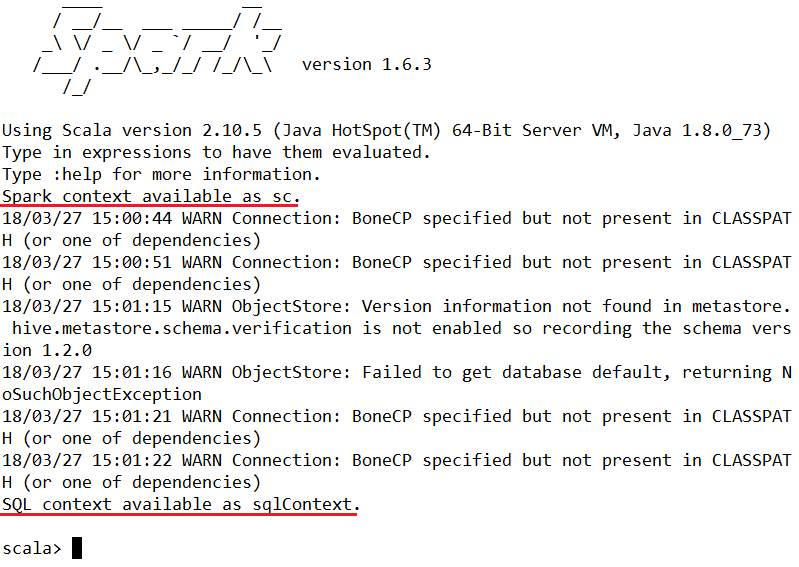 ____              __
     / __/__  ___ _____/ /__
    _\ \/ _ \/ _ `/ __/  '_/
   /___/ .__/\_,_/_/ /_/\_\   version 1.6.3
      /_/
Using Scala version 2.10.5 (Java HotSpot(TM) 64-Bit Server VM, Java 1.8.0_73)
Type in expressions to have them evaluated.
Type :help for more information.
Spark context available as sc.
18/03/27 15:00:44 WARN Connection: BoneCP specified but not present in CLASSPAT
H (or one of dependencies)
18/03/27 15:00:51 WARN Connection: BoneCP specified but not present in CLASSPAT
H (or one of dependencies)
18/03/27 15:01:15 WARN ObjectStore: Version information not found in metastore.
 hive.metastore.schema.verification is not enabled so recording the schema vers
ion 1.2.0
18/03/27 15:01:16 WARN ObjectStore: Failed to get database default, returning N
oSuchObjectException
18/03/27 15:01:21 WARN Connection: BoneCP specified but not present in CLASSPAT
H (or one of dependencies)
18/03/27 15:01:22 WARN Connection: BoneCP specified but not present in CLASSPAT
H (or one of dependencies)
SQL context available as sqlContext.
scala>